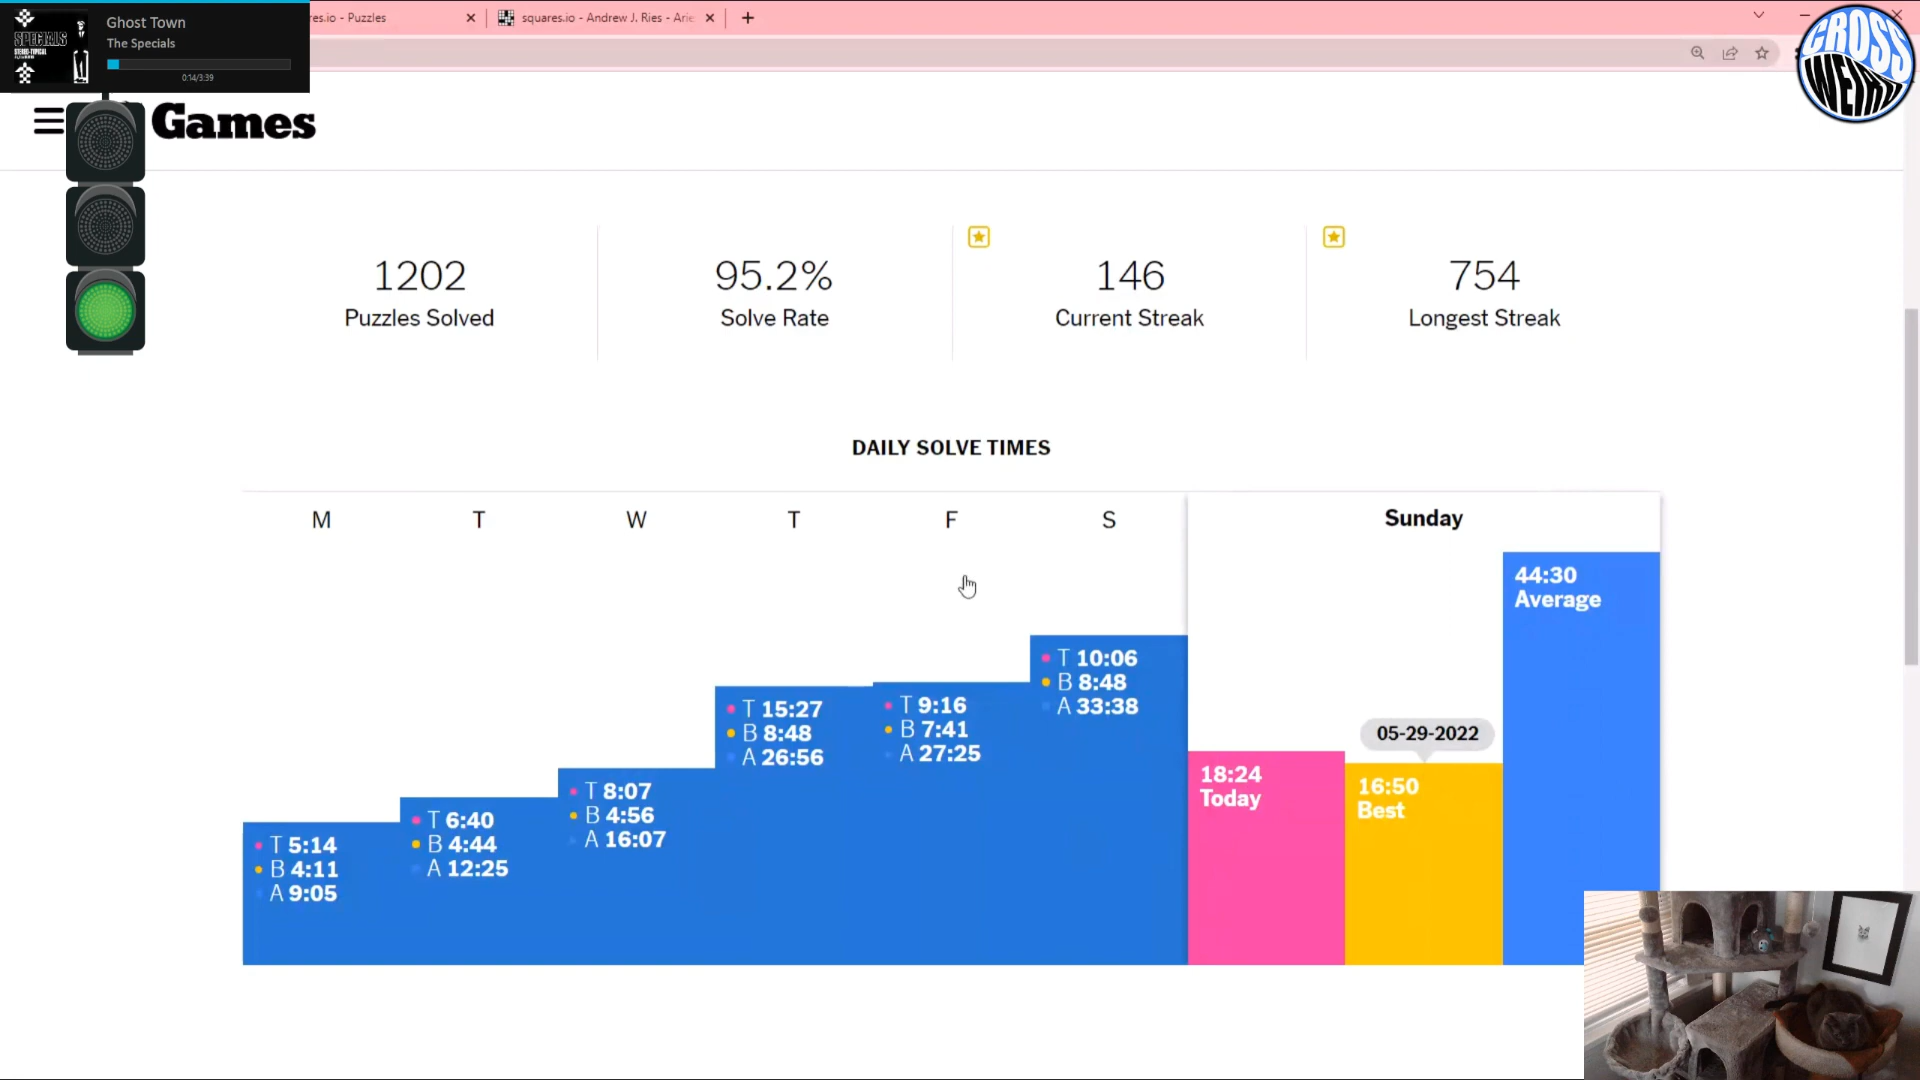 Ghost Town
The Specials
0:14/3:39
SPECIALS
res.io - Puzzles
squares.io - Andrew J. Ries - Arie
CROSS
WEIRD
Games
1202
Puzzles Solved
95.2%
Solve Rate
146
Current Streak
754
Longest Streak
DAILY SOLVE TIMES
M
T
W
T
F
S
Sunday
T 5:14
B 4:11
A 9:05
T 6:40
B 4:44
A 12:25
T 8:07
B 4:56
A 16:07
T 15:27
B 8:48
A 26:56
T 9:16
B 7:41
A 27:25
T 10:06
B 8:48
A 33:38
18:24
Today
05-29-2022
16:50
Best
44:30
Average